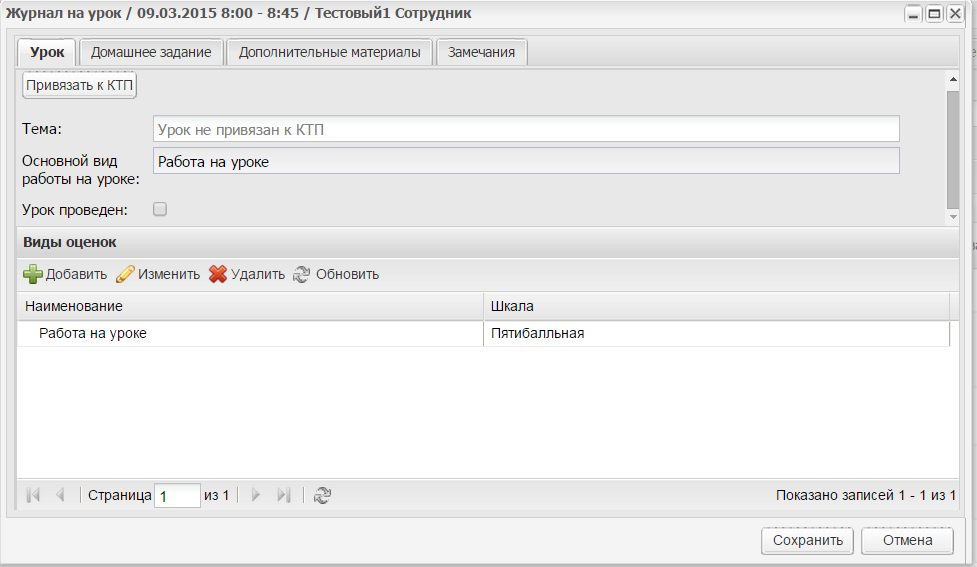 Журнал на урок / 09.03.2015 8:00 - 8:45 / Тестовый1 Сотрудник
Урок Домашнее задание Дополнительные материалы Замечания
Привязать к КТП
Тема: Урок не привязан к КТП
Основной вид работы на уроке: Работа на уроке
Урок проведен:
Виды оценок
Добавить Изменить Удалить Обновить
Наименование Шкала
Работа на уроке Пятибалльная
Страница 1 из 1 Показано записей 1 - 1 из 1
Сохранить Отмена